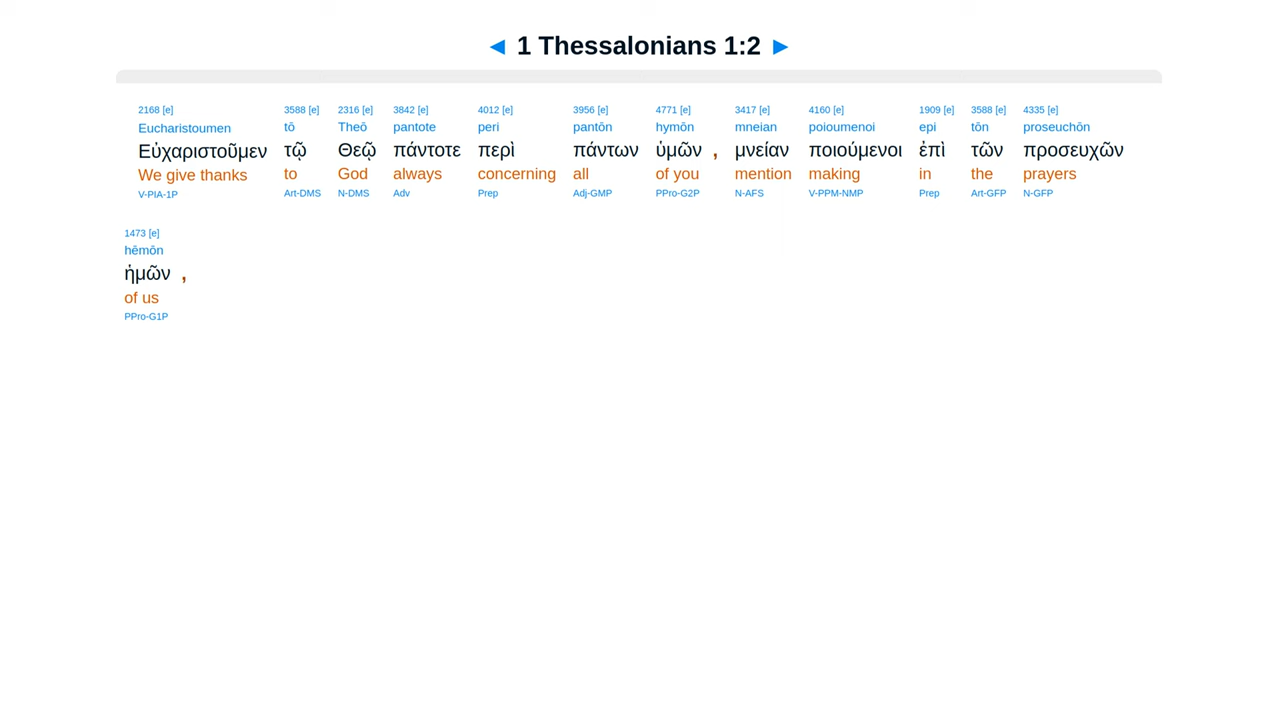 ◄ 1 Thessalonians 1:2 ►
2168 [e] 3588 [e] 2316 [e] 3842 [e] 4012 [e] 3956 [e] 4771 [e] 3417 [e] 4160 [e] 1909 [e] 3588 [e] 4335 [e]
Eucharistoumen tō Theō pantote peri pantōn hymōn mneian poioumenoi epi tōn proseuchōn
Εὐχαριστοῦμεν τῷ Θεῷ πάντοτε περὶ πάντων ὑμῶν , μνείαν ποιούμενοι ἐπὶ τῶν προσευχῶν
We give thanks to God always concerning all of you mention making in the prayers
V-PIA-1P Art-DMS N-DMS Adv Prep Adj-GMP PPro-G2P N-AFS V-PPM-NMP Prep Art-GFP N-GFP
1473 [e]
hēmōn
ἡμῶν ,
of us
PPro-G1P